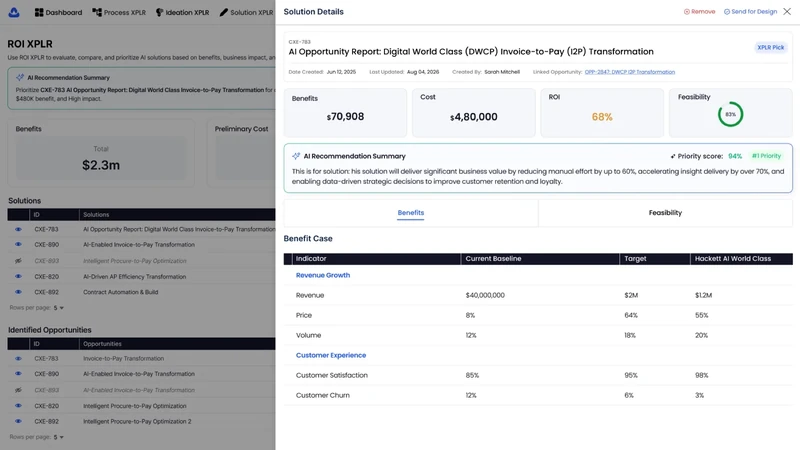 Dashboard
Process XPLR
Ideation XPLR
Solution XPLR
ROI XPLR
Use ROI XPLR to evaluate, compare, and prioritize AI solutions based on benefits, business impact, an
AI Recommendation Summary
Prioritize CXE-783 AI Opportunity Report: Digital World Class Invoice-to-Pay Transformation for
$480K benefit, and High Impact.
Benefits
Preliminary Cost
Total
$2.3m
Solutions
ID Solutions
CXE-783 AI Opportunity Report: Digital World Class Invoice-to-Pay Transformation
CXE-890 AI-Enabled Invoice-to-Pay Transformation
CXE-893 Intelligent Procure-to-Pay Optimization
CXE-820 AI-Driven AP Efficiency Transformation
CXE-892 Contract Automation & Build
Rows per page: 5
Identified Opportunities
ID Opportunities
CXE-783 Invoice-to-Pay Transformation
CXE-890 AI-Enabled Invoice-to-Pay Transformation
CXE-893 AI-Enabled Invoice-to-Pay Transformation
CXE-820 Intelligent Procure-to-Pay Optimization
CXE-892 Intelligent Procure-to-Pay Optimization 2
Rows per page: 5
Solution Details
Remove
Send for Design
CXE-783
AI Opportunity Report: Digital World Class (DWCP) Invoice-to-Pay (I2P) Transformation
XPLR Pick
Date Created: Jun 12, 2025 Last Updated: Aug 04, 2026 Created By: Sarah Mitchell Linked Opportunity: OPP-2847: DWCP I2P Transformation
Benefits
$70,908
Cost
$4,80,000
ROI
68%
Feasibility
83%
AI Recommendation Summary
Priority score: 94% #1 Priority
This is for solution: his solution will deliver significant business value by reducing manual effort by up to 60%, accelerating insight delivery by over 70%, and
enabling data-driven strategic decisions to improve customer retention and loyalty.
Benefits
Feasibility
Benefit Case
Indicator Current Baseline Target Hackett AI World Class
Revenue Growth
Revenue $40,000,000 $2M $1.2M
Price 8% 64% 55%
Volume 12% 18% 20%
Customer Experience
Customer Satisfaction 85% 95% 98%
Customer Churn 12% 6% 3%